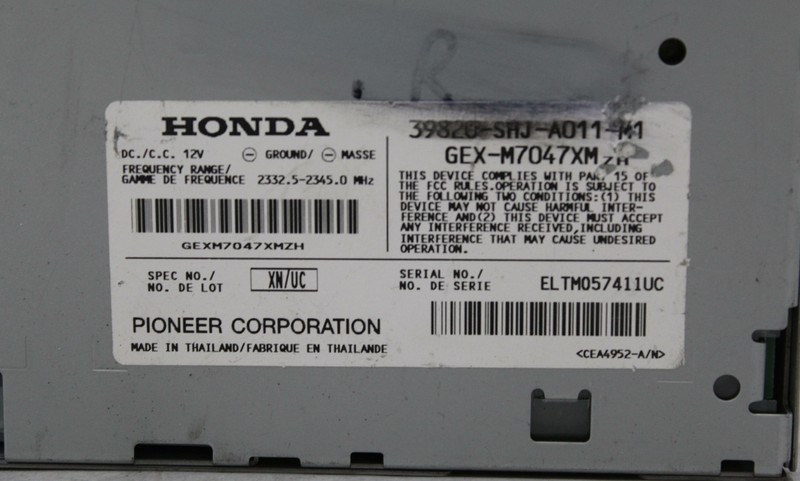 R
HONDA
39820-SHJ-A011-M1
DC./C.C. 12V ⊖ GROUND/ ⊖ MASSE
GEX-M7047XMZH
FREQUENCY RANGE/
GAMME DE FREQUENCE 2332.5-2345.0 MHz
THIS DEVICE COMPLIES WITH PART 15 OF
THE FCC RULES.OPERATION IS SUBJECT TO
THE FOLLOWING TWO CONDITIONS:(1) THIS
DEVICE MAY NOT CAUSE HARMFUL INTER-
FERENCE AND(2) THIS DEVICE MUST ACCEPT
ANY INTERFERENCE RECEIVED,INCLUDING
INTERFERENCE THAT MAY CAUSE UNDESIRED
OPERATION.
GEXM7047XMZH
SPEC NO./
NO. DE LOT XN/UC
SERIAL NO./
NO. DE SERIE ELTM057411UC
PIONEER CORPORATION
MADE IN THAILAND/FABRIQUE EN THAILANDE
<CEA4952-A/N>